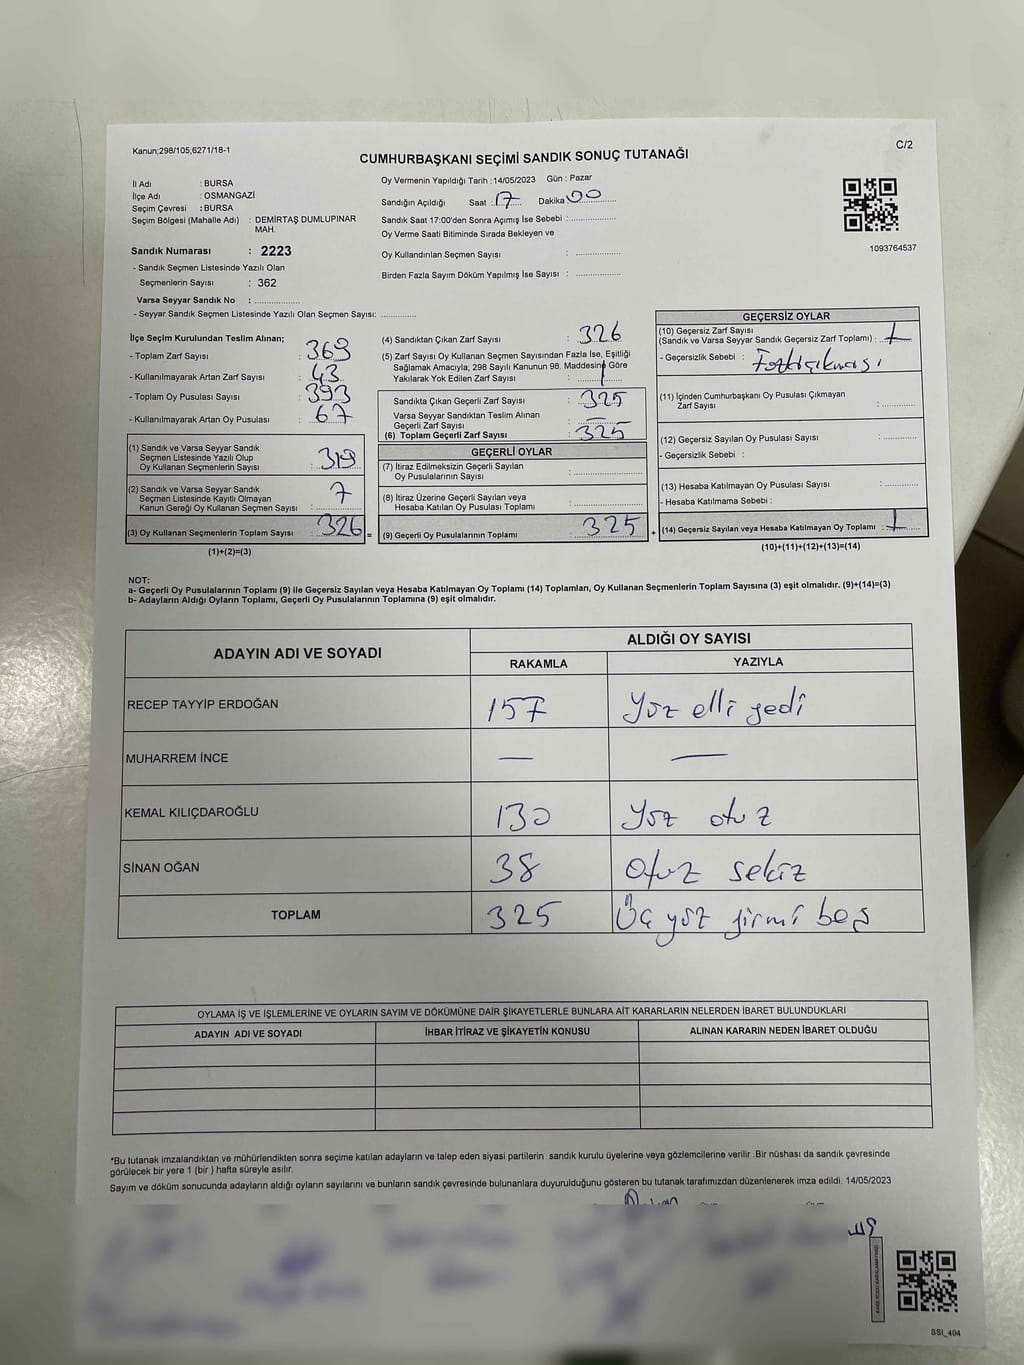 Kanun;298/105,6271/18-1
C/2
CUMHURBAŞKANI SEÇİMİ SANDIK SONUÇ TUTANAĞI
İl Adı : BURSA
İlçe Adı : OSMANGAZİ
Seçim Çevresi : BURSA
Seçim Bölgesi (Mahalle Adı) : DEMİRTAŞ DUMLUPINAR
MAH.
Sandık Numarası : 2223
- Sandık Seçmen Listesinde Yazılı Olan
Seçmenlerin Sayısı : 362
Varsa Seyyar Sandık No : ................
- Seyyar Sandık Seçmen Listesinde Yazılı Olan Seçmen Sayısı: ............
Oy Vermenin Yapıldığı Tarih :14/05/2023 Gün : Pazar
Sandığın Açıldığı Saat : 17 Dakika 00
Sandık Saat 17:00'den Sonra Açımış İse Sebebi : ................
Oy Verme Saati Bitiminde Sırada Bekleyen ve
Oy Kullandırılan Seçmen Sayısı : ................
Birden Fazla Sayım Döküm Yapılmış İse Sayısı : ................
1093764537
İlçe Seçim Kurulundan Teslim Alınan;
- Toplam Zarf Sayısı : 369
- Kullanılmayarak Artan Zarf Sayısı : 43
- Toplam Oy Pusulası Sayısı : 393
- Kullanılmayarak Artan Oy Pusulası : 67
(1) Sandık ve Varsa Seyyar Sandık
Seçmen Listesinde Yazılı Olup
Oy Kullanan Seçmenlerin Sayısı : 319
(2) Sandık ve Varsa Seyyar Sandık
Seçmen Listesinde Kayıtlı Olmayan
Kanun Gereği Oy Kullanan Seçmen Sayısı : 7
(3) Oy Kullanan Seçmenlerin Toplam Sayısı : 326 =
(1)+(2)=(3)
(4) Sandıktan Çıkan Zarf Sayısı : 326
(5) Zarf Sayısı Oy Kullanan Seçmen Sayısından Fazla İse, Eşitliği
Sağlamak Amacıyla; 298 Sayılı Kanunun 98. Maddesine Göre
Yakılarak Yok Edilen Zarf Sayısı :
Sandıkta Çıkan Geçerli Zarf Sayısı : 325
Varsa Seyyar Sandıktan Teslim Alınan
Geçerli Zarf Sayısı :
(6) Toplam Geçerli Zarf Sayısı : 325
GEÇERLİ OYLAR
(7) İtiraz Edilmeksizin Geçerli Sayılan
Oy Pusulalarının Sayısı : ................
(8) İtiraz Üzerine Geçerli Sayılan veya
Hesaba Katılan Oy Pusulası Toplamı : ................
(9) Geçerli Oy Pusulalarının Toplamı : 325 +
GEÇERSİZ OYLAR
(10) Geçersiz Zarf Sayısı
(Sandık ve Varsa Seyyar Sandık Geçersiz Zarf Toplamı) : 1
- Geçersizlik Sebebi :
(11) İçinden Cumhurbaşkanı Oy Pusulası Çıkmayan
Zarf Sayısı : ............
(12) Geçersiz Sayılan Oy Pusulası Sayısı : ............
- Geçersizlik Sebebi :
(13) Hesaba Katılmayan Oy Pusulası Sayısı : ............
- Hesaba Katılmama Sebebi :
(14) Geçersiz Sayılan veya Hesaba Katılmayan Oy Toplamı : 1
(10)+(11)+(12)+(13)=(14)
NOT:
a- Geçerli Oy Pusulalarının Toplamı (9) ile Geçersiz Sayılan veya Hesaba Katılmayan Oy Toplamı (14) Toplamları, Oy Kullanan Seçmenlerin Toplam Sayısına (3) eşit olmalıdır. (9)+(14)=(3)
b- Adayların Aldığı Oyların Toplamı, Geçerli Oy Pusulalarının Toplamına (9) eşit olmalıdır.
ADAYIN ADI VE SOYADI
ALDIĞI OY SAYISI
RAKAMLA YAZIYLA
RECEP TAYYİP ERDOĞAN 157 Yüz elli yedi
MUHARREM İNCE — —
KEMAL KILIÇDAROĞLU 130 Yüz otuz
SİNAN OĞAN 38 Otuz sekiz
TOPLAM 325 Üç yüz yirmi beş
OYLAMA İŞ VE İŞLEMLERİNE VE OYLARIN SAYIM VE DÖKÜMÜNE DAİR ŞİKAYETLERLE BUNLARA AİT KARARLARIN NELERDEN İBARET BULUNDUKLARI
ADAYIN ADI VE SOYADI İHBAR İTİRAZ VE ŞİKAYETİN KONUSU ALINAN KARARIN NEDEN İBARET OLDUĞU
*Bu tutanak imzalandıktan ve mühürlendikten sonra seçime katılan adayların ve talep eden siyasi partilerin sandık kurulu üyelerine veya gözlemcilerine verilir .Bir nüshası da sandık çevresinde
görülecek bir yere 1 (bir ) hafta süreyle asılır.
Sayım ve döküm sonucunda adayların aldığı oyların sayılarını ve bunların sandık çevresinde bulunanlara duyurulduğunu gösteren bu tutanak tarafımızdan düzenlenerek imza edildi. 14/05/2023
SSI_404